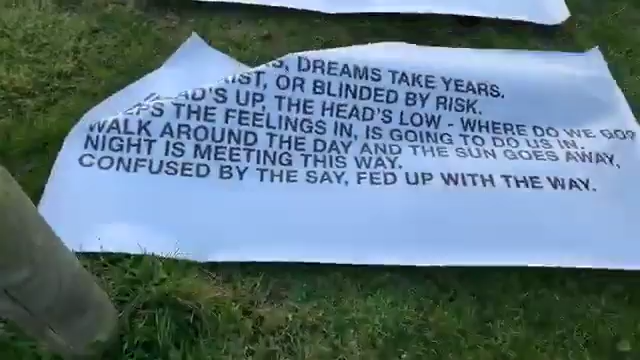 DREAMS TAKE YEARS.
OR BLINDED BY RISK.
UP, THE HEAD'S LOW - WHERE DO WE GO?
THE FEELINGS IN, IS GOING TO DO US IN.
WALK AROUND THE DAY AND THE SUN GOES AWAY,
NIGHT IS MEETING THIS WAY.
CONFUSED BY THE SAY, FED UP WITH THE WAY.